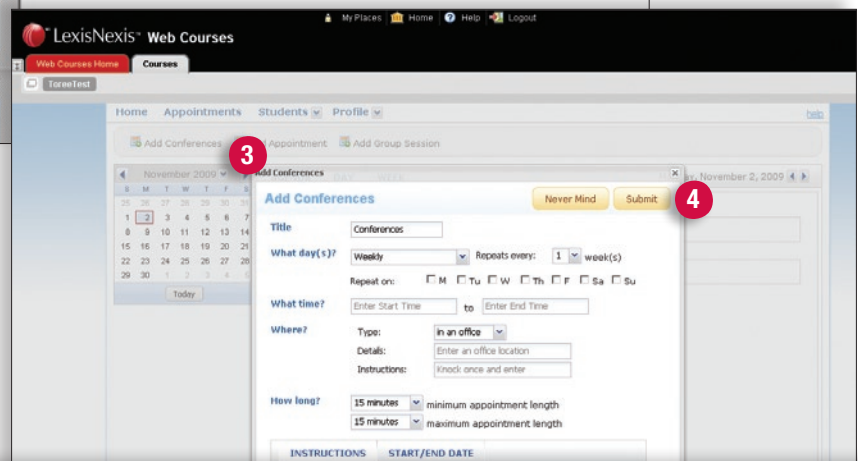 My Places Home Help Logout
LexisNexis™ Web Courses
Web Courses Home Courses
ToreeTest
Home Appointments Students Profile help
Add Conferences Appointment Add Group Session
3
November 2009 Add Conferences DAY WEEK November 2, 2009
S M T W T F S
25 26 27 28 29 30 31
1 2 3 4 5 6 7
8 9 10 11 12 13 14
15 16 17 18 19 20 21
22 23 24 25 26 27 28
29 30 1 2 3 4 5
Today
Add Conferences Never Mind Submit 4
Title Conferences
What day(s)? Weekly Repeats every: 1 week(s)
Repeat on: M Tu W Th F Sa Su
What time? Enter Start Time to Enter End Time
Where? Type: in an office
Details: Enter an office location
Instructions: Knock once and enter
How long? 15 minutes minimum appointment length
15 minutes maximum appointment length
INSTRUCTIONS START/END DATE